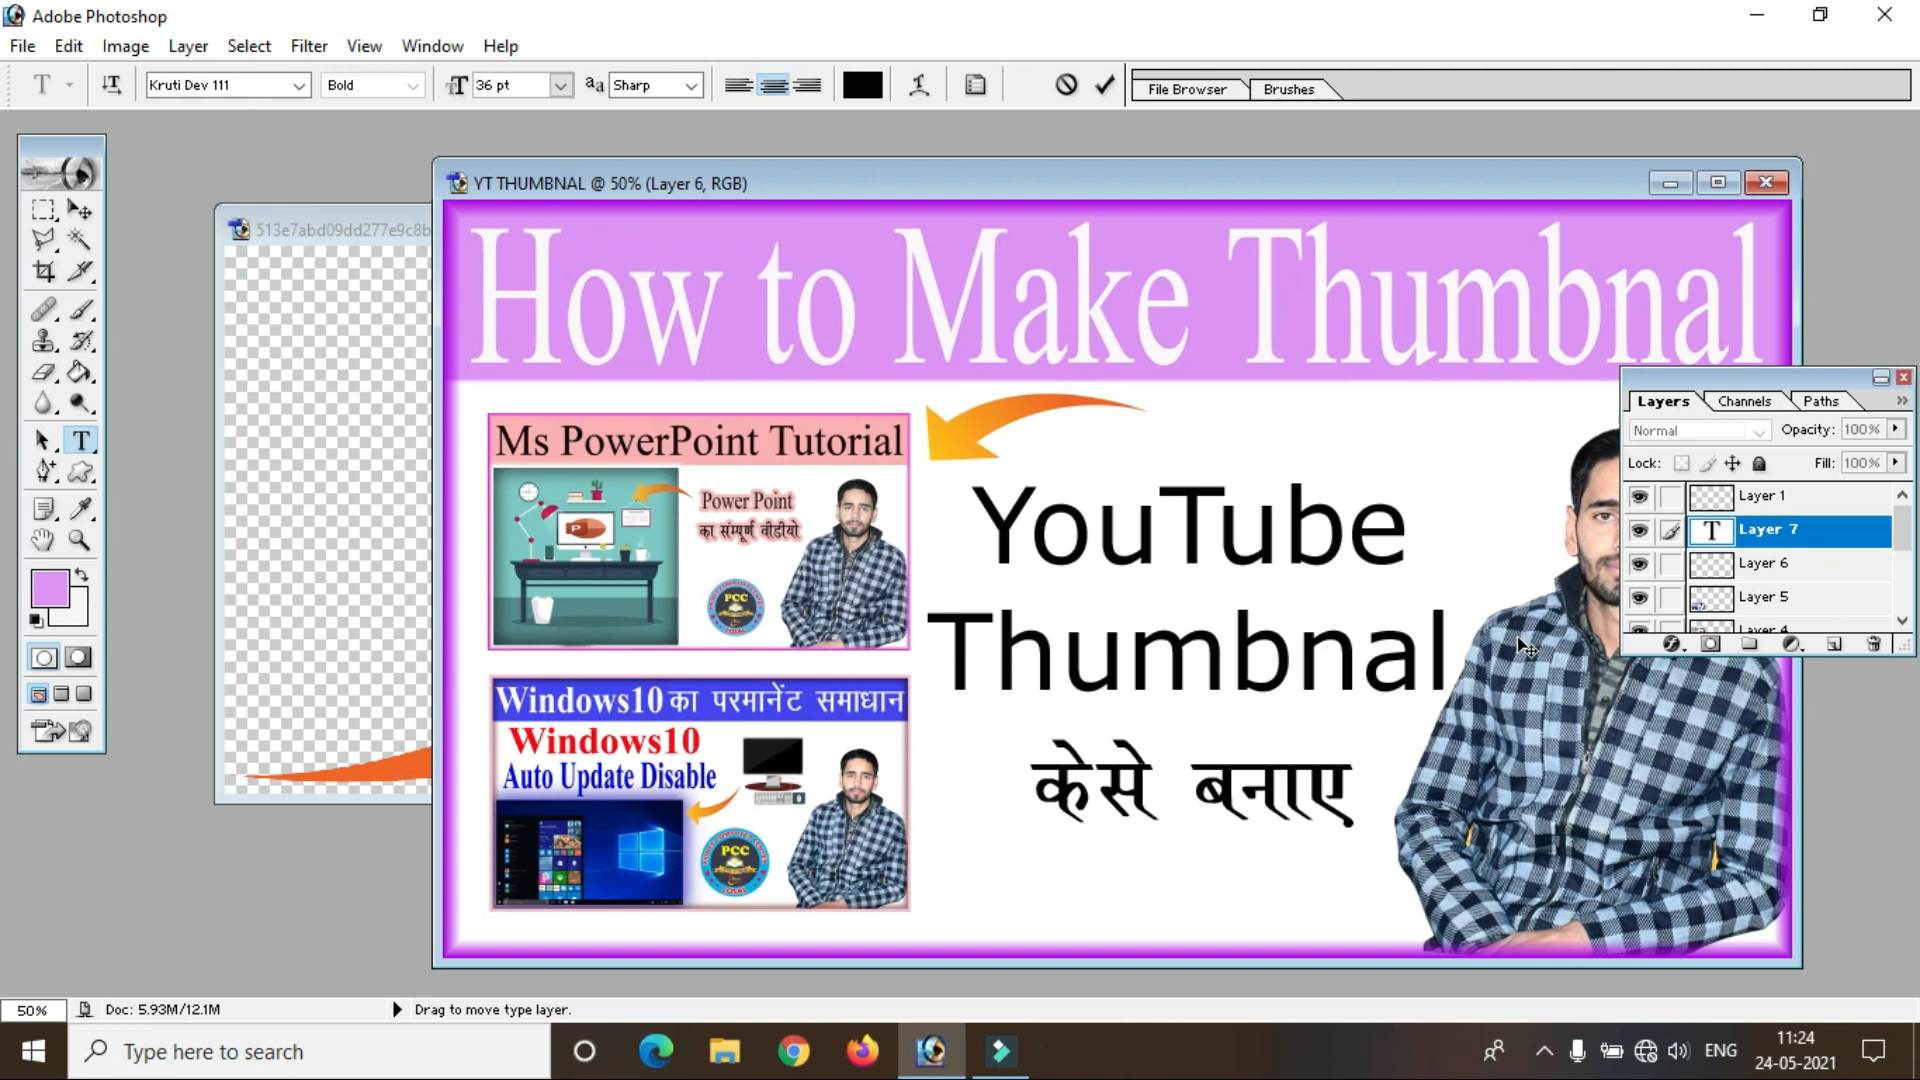 Adobe Photoshop
File Edit Image Layer Select Filter View Window Help
T Kruti Dev 111 Bold 36 pt Sharp File Browser Brushes
YT THUMBNAL @ 50% (Layer 6, RGB)
513e7abd09dd277e9c8b
How to Make Thumbnal
Ms PowerPoint Tutorial
Power Point
का संम्पूर्ण वीडीयो
PCC
YouTube
Thumbnal
केसे बनाए
Windows10 का परमानेंट समाधान
Windows10
Auto Update Disable
PCC
Layers Channels Paths
Normal Opacity: 100%
Lock: Fill: 100%
Layer 1
T Layer 7
Layer 6
Layer 5
Layer 4
50% Doc: 5.93M/12.1M Drag to move type layer.
Type here to search
ENG
11:24
24-05-2021